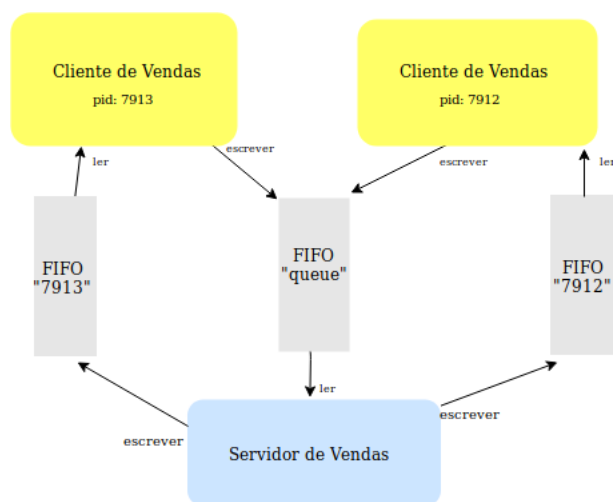 Cliente de Vendas
pid: 7913
Cliente de Vendas
pid: 7912
escrever
ler
escrever
ler
FIFO
"7913"
FIFO
"queue"
FIFO
"7912"
ler
escrever
escrever
Servidor de Vendas